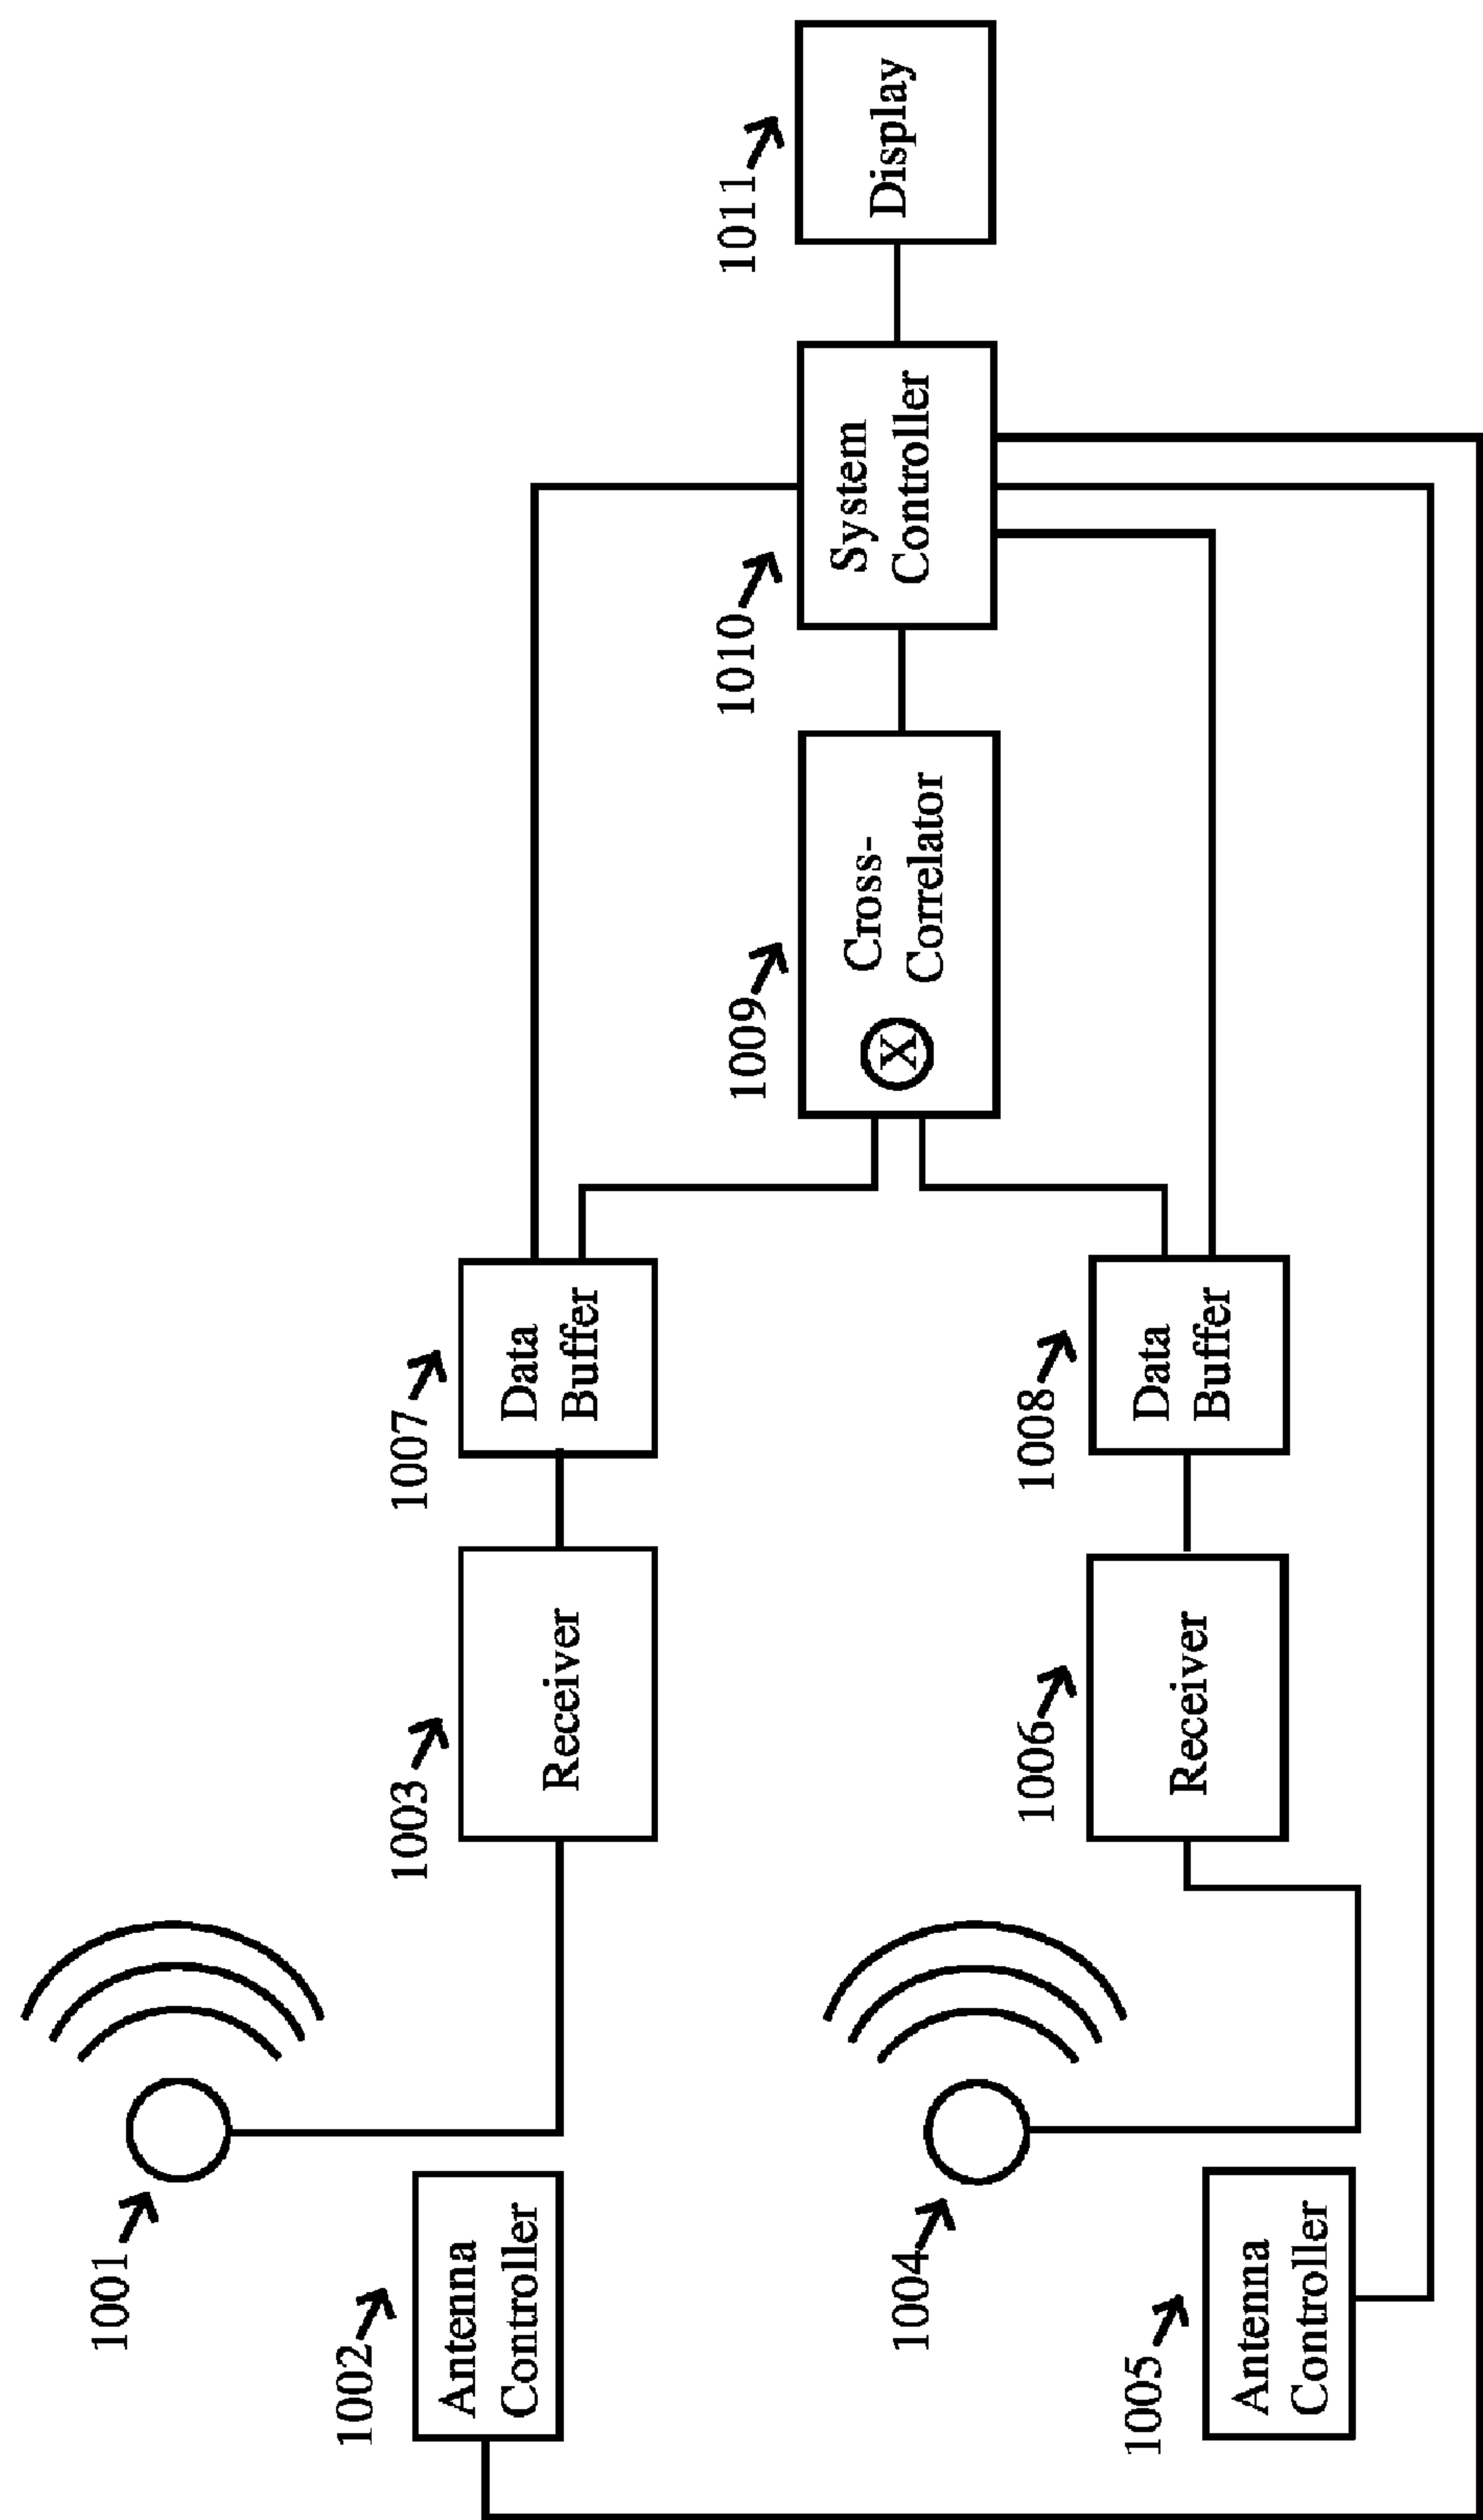 1001
1002
Antenna
Controller
1003
Receiver
1007
Data
Buffer
1004
1005
Antenna
Controller
1006
Receiver
1008
Data
Buffer
1009
X
Cross-
Correlator
1010
System
Controller
1011
Display